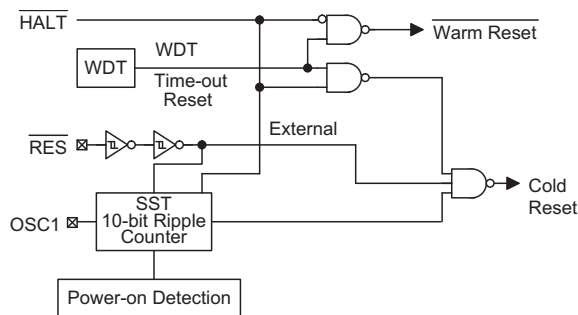 HALT
WDT
WDT
Time-out
Reset
Warm Reset
RES
External
OSC1
SST
10-bit Ripple
Counter
Cold
Reset
Power-on Detection